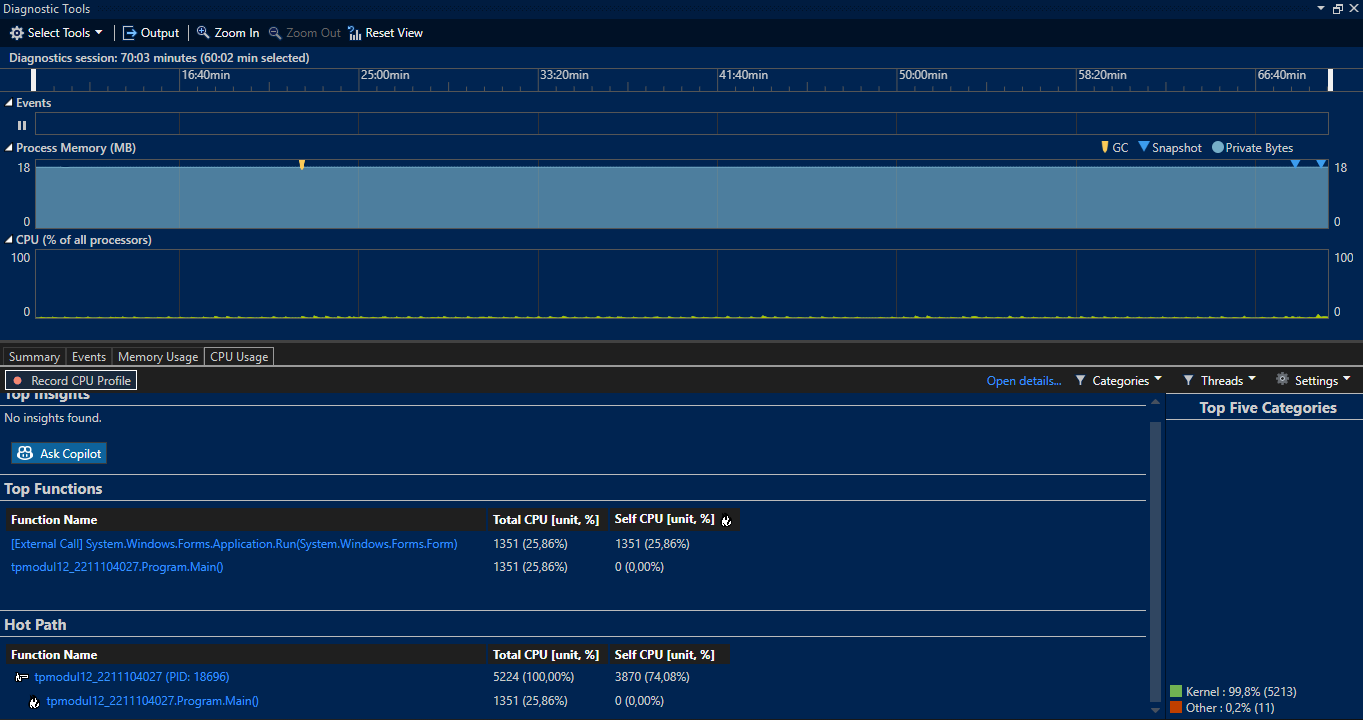 Diagnostic Tools
Select Tools Output Zoom In Zoom Out Reset View
Diagnostics session: 70:03 minutes (60:02 min selected)
16:40min 25:00min 33:20min 41:40min 50:00min 58:20min 66:40min
Events
Process Memory (MB) GC Snapshot Private Bytes
18 18
0 0
CPU (% of all processors)
100 100
0 0
Summary Events Memory Usage CPU Usage
Record CPU Profile Open details... Categories Threads Settings
Top Insights Top Five Categories
No insights found.
Ask Copilot
Top Functions
Function Name Total CPU [unit, %] Self CPU [unit, %]
[External Call] System.Windows.Forms.Application.Run(System.Windows.Forms.Form) 1351 (25,86%) 1351 (25,86%)
tpmodul12_2211104027.Program.Main() 1351 (25,86%) 0 (0,00%)
Hot Path
Function Name Total CPU [unit, %] Self CPU [unit, %]
tpmodul12_2211104027 (PID: 18696) 5224 (100,00%) 3870 (74,08%)
tpmodul12_2211104027.Program.Main() 1351 (25,86%) 0 (0,00%)
Kernel : 99,8% (5213)
Other : 0,2% (11)